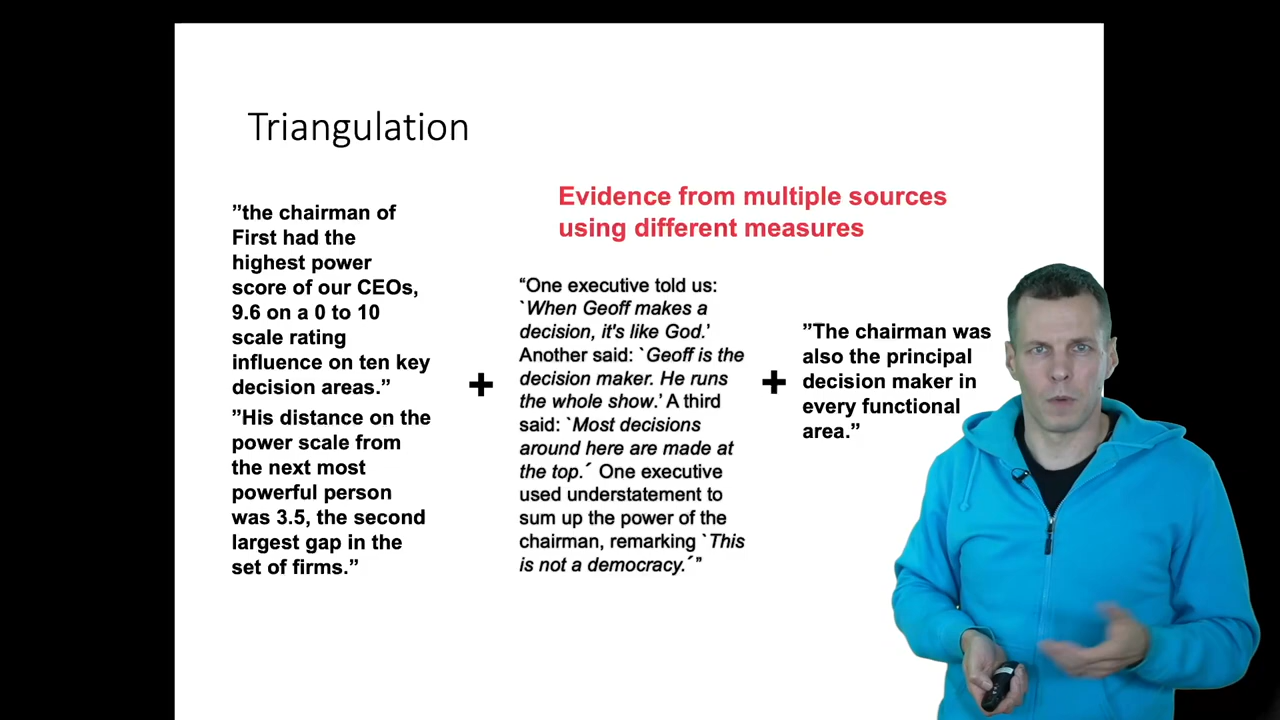 Triangulation
Evidence from multiple sources
using different measures
”the chairman of
First had the
highest power
score of our CEOs,
9.6 on a 0 to 10
scale rating
influence on ten key
decision areas.”
”His distance on the
power scale from
the next most
powerful person
was 3.5, the second
largest gap in the
set of firms.”
+
“One executive told us:
`When Geoff makes a
decision, it's like God.’
Another said: `Geoff is the
decision maker. He runs
the whole show.’ A third
said: `Most decisions
around here are made at
the top.´ One executive
used understatement to
sum up the power of the
chairman, remarking `This
is not a democracy.´”
+
”The chairman was
also the principal
decision maker in
every functional
area.”